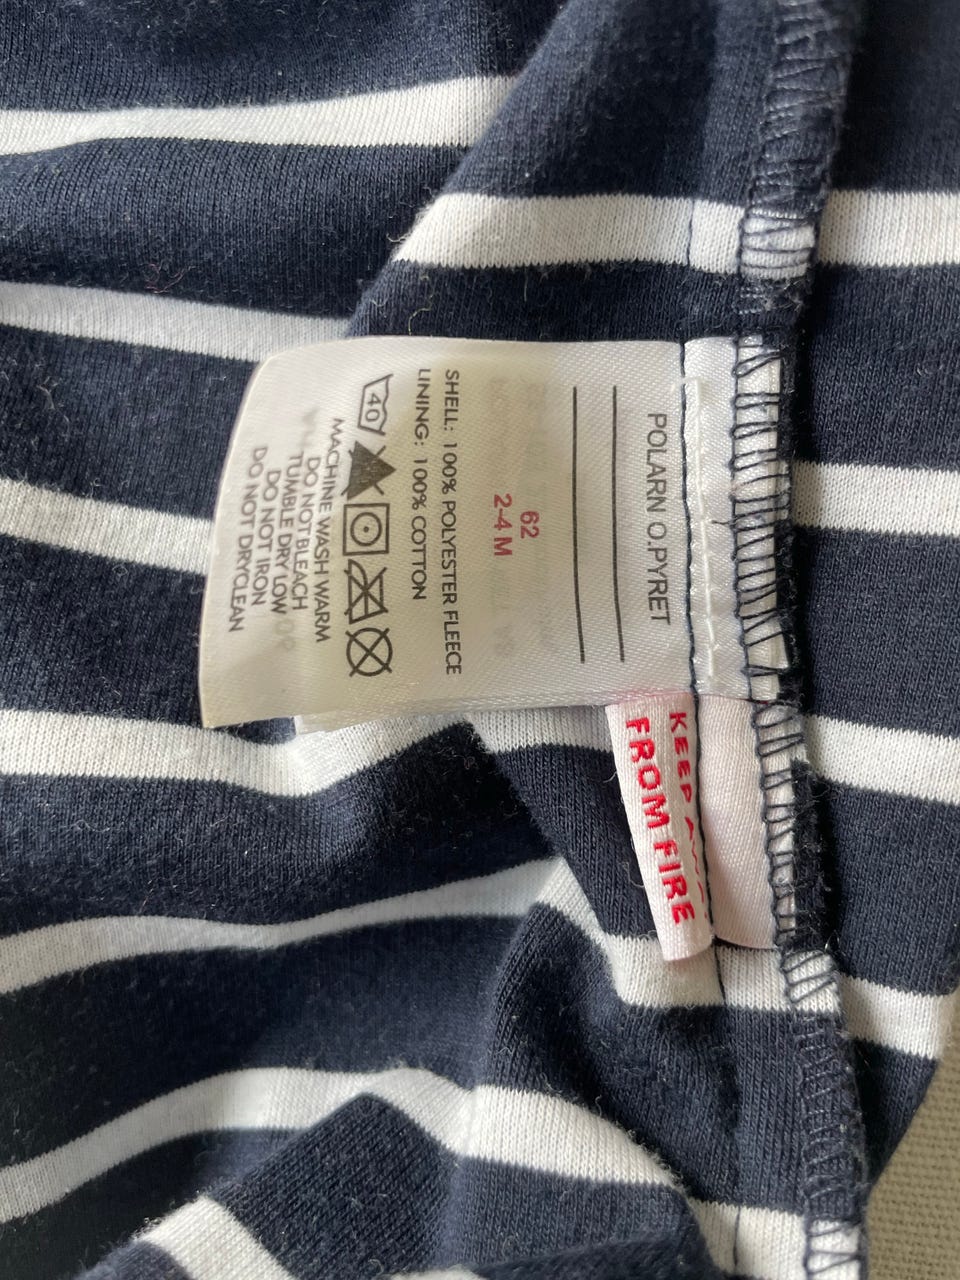 POLARN O.PYRET
62
2-4 M
SHELL: 100% POLYESTER FLEECE
LINING: 100% COTTON
40
MACHINE WASH WARM
DO NOT BLEACH
TUMBLE DRY LOW
DO NOT IRON
DO NOT DRYCLEAN
KEEP
FROM FIRE